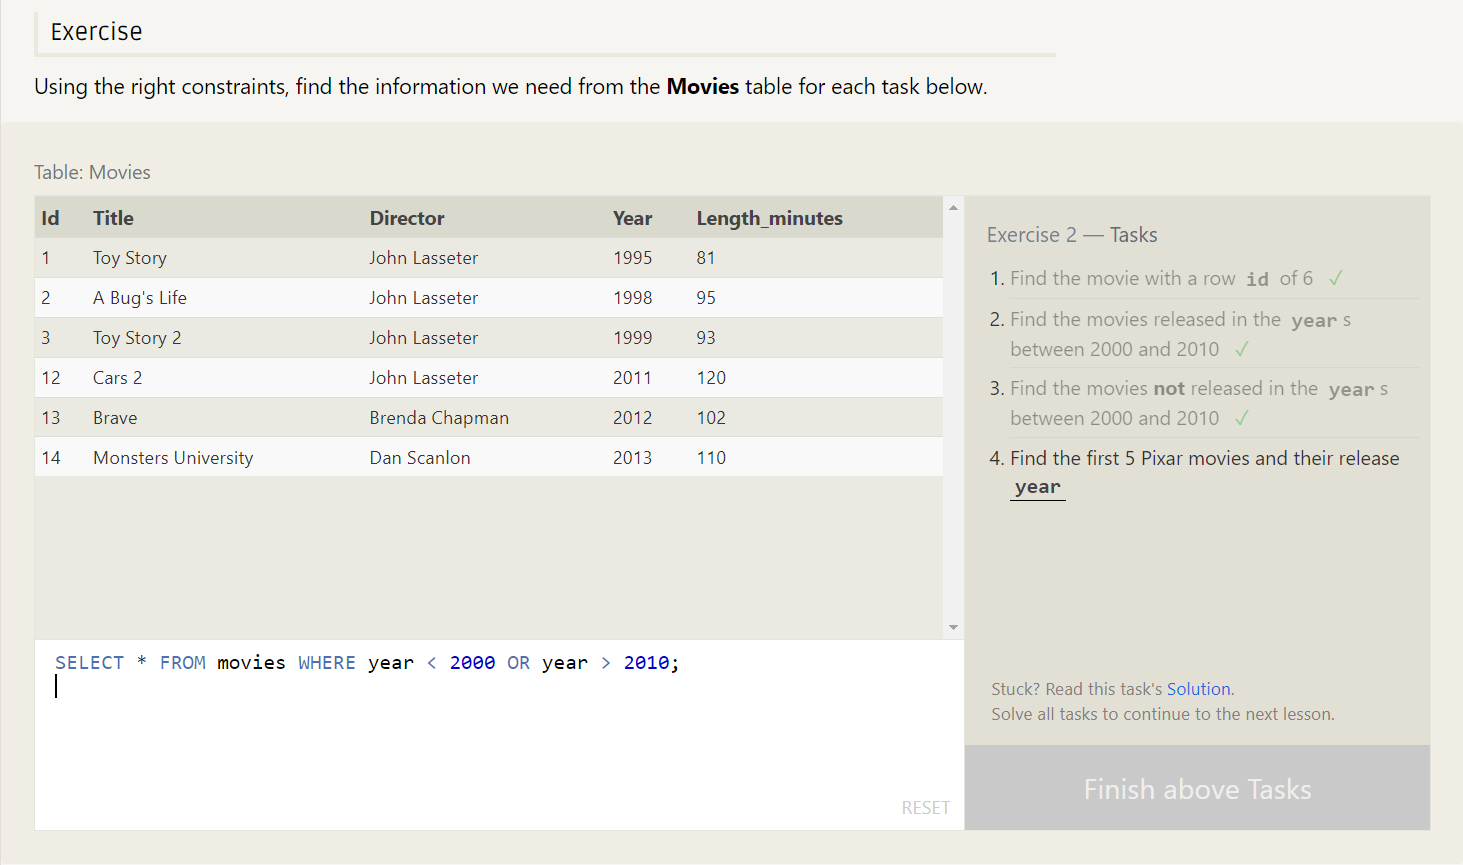 Exercise
Using the right constraints, find the information we need from the Movies table for each task below.
Table: Movies
Id Title Director Year Length_minutes
1 Toy Story John Lasseter 1995 81
2 A Bug's Life John Lasseter 1998 95
3 Toy Story 2 John Lasseter 1999 93
12 Cars 2 John Lasseter 2011 120
13 Brave Brenda Chapman 2012 102
14 Monsters University Dan Scanlon 2013 110
SELECT * FROM movies WHERE year < 2000 OR year > 2010;
RESET
Exercise 2 — Tasks
1. Find the movie with a row id of 6 ✓
2. Find the movies released in the year s
between 2000 and 2010 ✓
3. Find the movies not released in the year s
between 2000 and 2010 ✓
4. Find the first 5 Pixar movies and their release
year
Stuck? Read this task's Solution.
Solve all tasks to continue to the next lesson.
Finish above Tasks